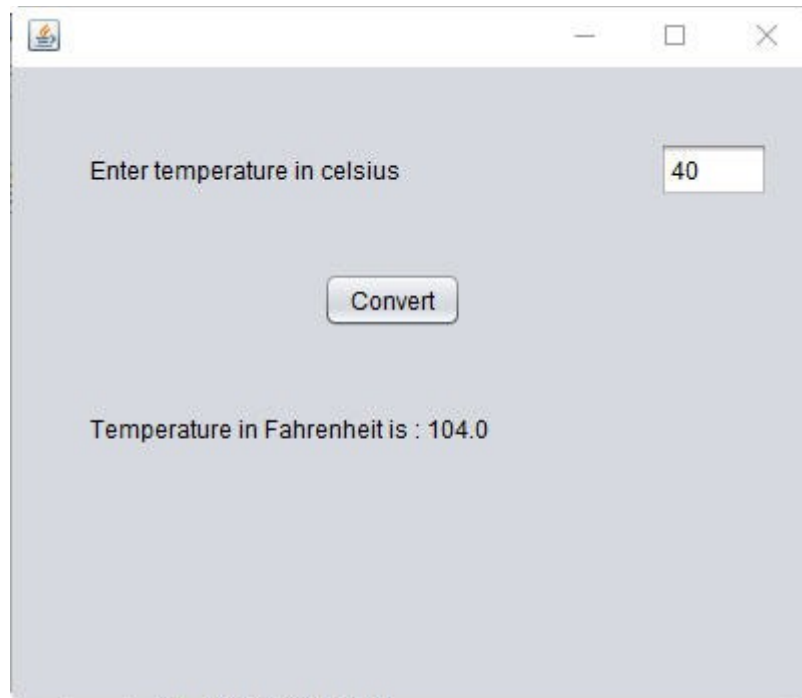 Enter temperature in celsius 40
Convert
Temperature in Fahrenheit is : 104.0